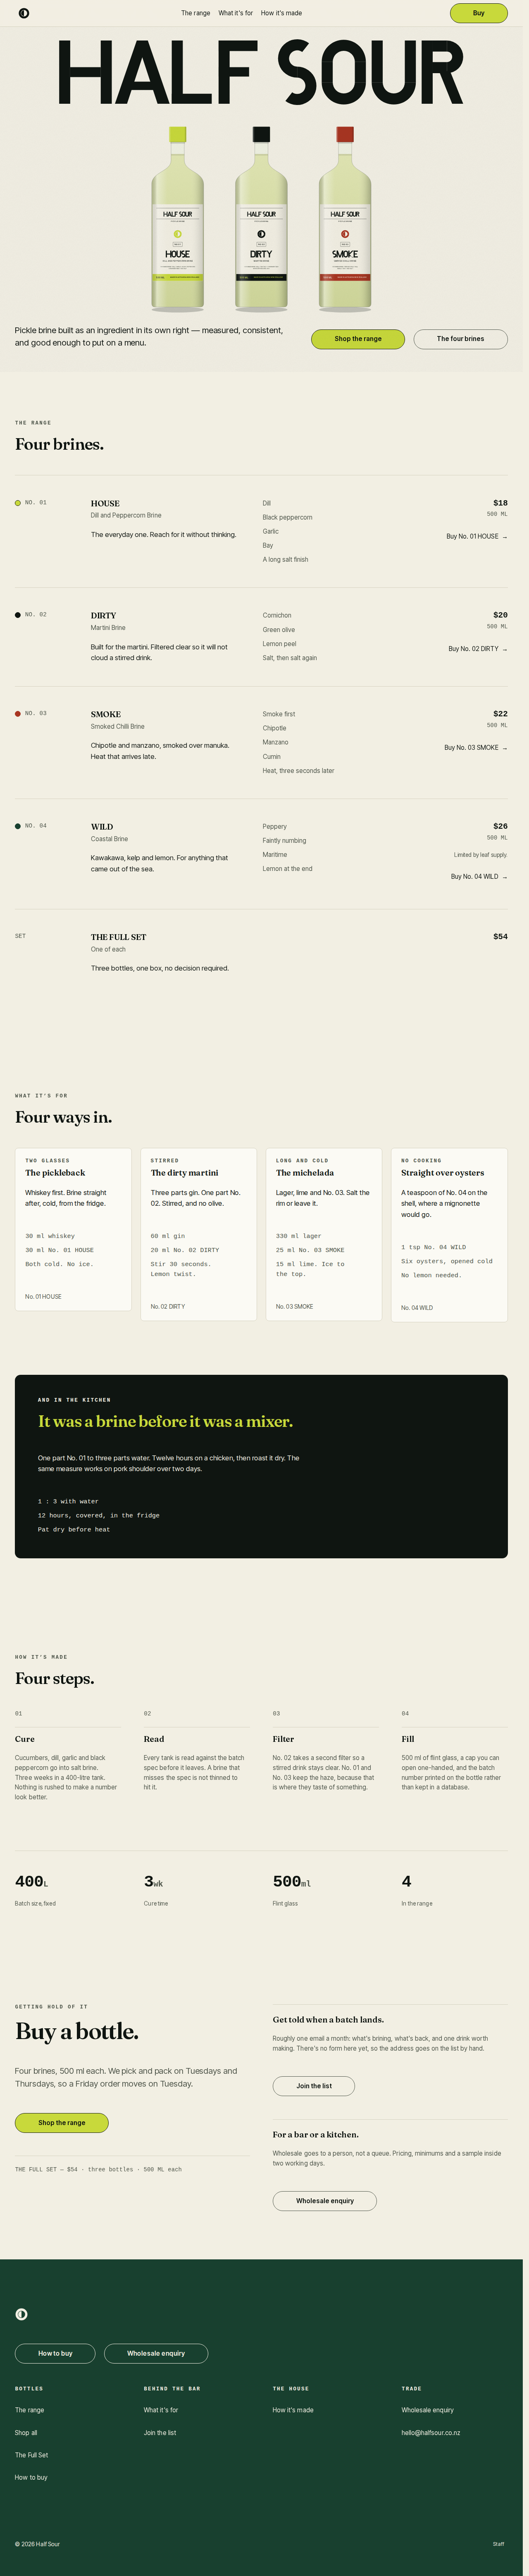 The range What it's for How it's made Buy
HALF SOUR
HALF SOUR
HOUSE
HALF SOUR
DIRTY
HALF SOUR
SMOKE
Pickle brine built as an ingredient in its own right — measured, consistent,
and good enough to put on a menu.
Shop the range The four brines
THE RANGE
Four brines.
NO. 01
HOUSE
Dill and Peppercorn Brine
The everyday one. Reach for it without thinking.
Dill
Black peppercorn
Garlic
Bay
A long salt finish
$18
500 ML
Buy No. 01 HOUSE →
NO. 02
DIRTY
Martini Brine
Built for the martini. Filtered clear so it will not
cloud a stirred drink.
Cornichon
Green olive
Lemon peel
Salt, then salt again
$20
500 ML
Buy No. 02 DIRTY →
NO. 03
SMOKE
Smoked Chilli Brine
Chipotle and manzano, smoked over manuka.
Heat that arrives late.
Smoke first
Chipotle
Manzano
Cumin
Heat, three seconds later
$22
500 ML
Buy No. 03 SMOKE →
NO. 04
WILD
Coastal Brine
Kawakawa, kelp and lemon. For anything that
came out of the sea.
Peppery
Faintly numbing
Maritime
Lemon at the end
$26
500 ML
Limited by leaf supply.
Buy No. 04 WILD →
SET
THE FULL SET
One of each
Three bottles, one box, no decision required.
$54
WHAT IT'S FOR
Four ways in.
TWO GLASSES
The pickleback
Whiskey first. Brine straight
after, cold, from the fridge.
30 ml whiskey
30 ml No. 01 HOUSE
Both cold. No ice.
No. 01 HOUSE
STIRRED
The dirty martini
Three parts gin. One part No.
02. Stirred, and no olive.
60 ml gin
20 ml No. 02 DIRTY
Stir 30 seconds.
Lemon twist.
No. 02 DIRTY
LONG AND COLD
The michelada
Lager, lime and No. 03. Salt the
rim or leave it.
330 ml lager
25 ml No. 03 SMOKE
15 ml lime. Ice to
the top.
No. 03 SMOKE
NO COOKING
Straight over oysters
A teaspoon of No. 04 on the
shell, where a mignonette
would go.
1 tsp No. 04 WILD
Six oysters, opened cold
No lemon needed.
No. 04 WILD
AND IN THE KITCHEN
It was a brine before it was a mixer.
One part No. 01 to three parts water. Twelve hours on a chicken, then roast it dry. The
same measure works on pork shoulder over two days.
1 : 3 with water
12 hours, covered, in the fridge
Pat dry before heat
HOW IT'S MADE
Four steps.
01
Cure
Cucumbers, dill, garlic and black
peppercorn go into salt brine.
Three weeks in a 400-litre tank.
Nothing is rushed to make a number
look better.
02
Read
Every tank is read against the batch
spec before it leaves. A brine that
misses the spec is not thinned to
hit it.
03
Filter
No. 02 takes a second filter so a
stirred drink stays clear. No. 01 and
No. 03 keep the haze, because that
is where they taste of something.
04
Fill
500 ml of flint glass, a cap you can
open one-handed, and the batch
number printed on the bottle rather
than kept in a database.
400L
Batch size, fixed
3wk
Cure time
500ml
Flint glass
4
In the range
GETTING HOLD OF IT
Buy a bottle.
Four brines, 500 ml each. We pick and pack on Tuesdays and
Thursdays, so a Friday order moves on Tuesday.
Shop the range
THE FULL SET — $54 · three bottles · 500 ML each
Get told when a batch lands.
Roughly one email a month: what's brining, what's back, and one drink worth
making. There's no form here yet, so the address goes on the list by hand.
Join the list
For a bar or a kitchen.
Wholesale goes to a person, not a queue. Pricing, minimums and a sample inside
two working days.
Wholesale enquiry
How to buy Wholesale enquiry
BOTTLES
The range
Shop all
The Full Set
How to buy
BEHIND THE BAR
What it's for
Join the list
THE HOUSE
How it's made
TRADE
Wholesale enquiry
hello@halfsour.co.nz
© 2026 Half Sour
Staff